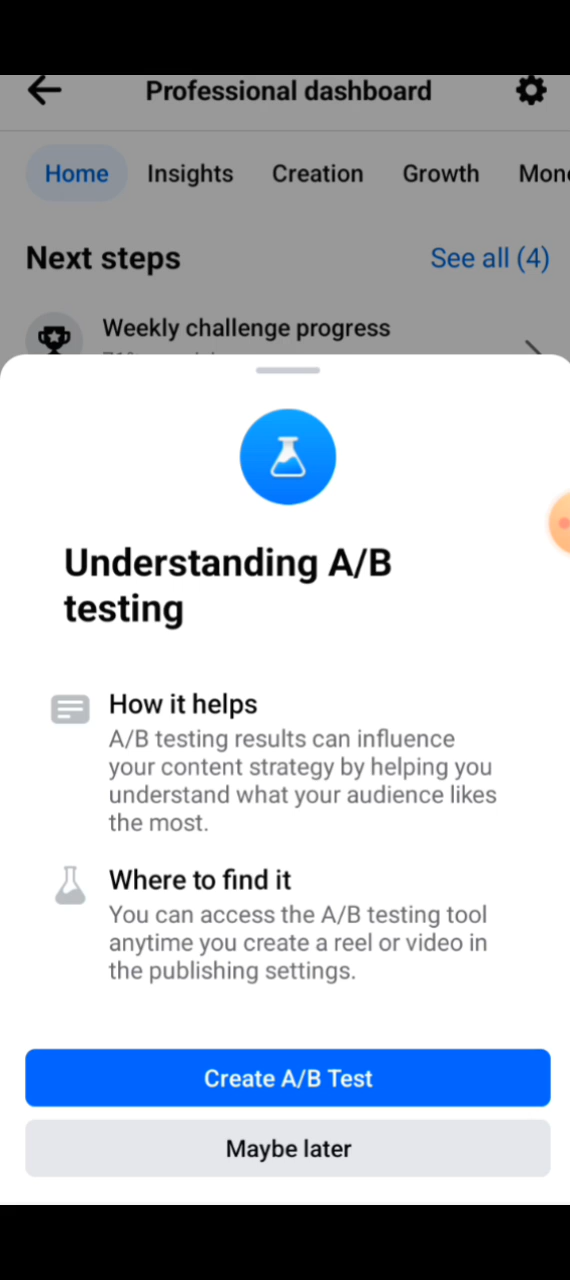 Professional dashboard
Home Insights Creation Growth Mon
Next steps See all (4)
Weekly challenge progress
Understanding A/B
testing
How it helps
A/B testing results can influence
your content strategy by helping you
understand what your audience likes
the most.
Where to find it
You can access the A/B testing tool
anytime you create a reel or video in
the publishing settings.
Create A/B Test
Maybe later